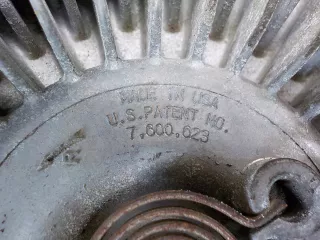 MADE IN USA
U.S. PATENT NO.
7,600,623